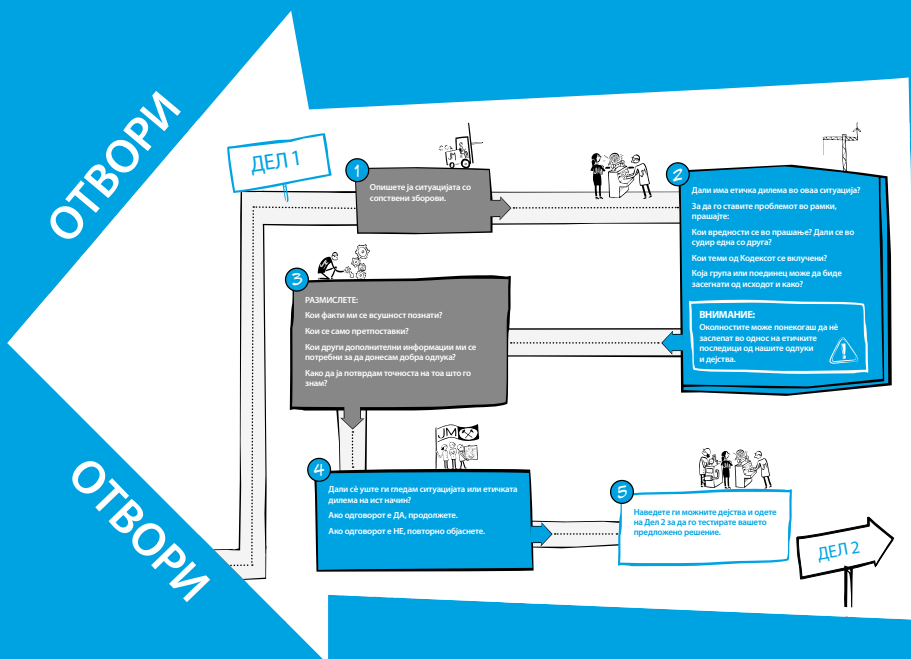 ОТВОРИ
ДЕЛ 1
1
Опишете ја ситуацијата со
сопствени зборови.
2
Дали има етичка дилема во оваа ситуација?
За да го ставите проблемот во рамки,
прашајте:
Кои вредности се во прашање? Дали се во
судир една со друга?
Кои теми од Кодексот се вклучени?
Која група или поединец може да биде
засегнати од исходот и како?
ВНИМАНИЕ:
Околностите може понекогаш да нѐ
заслепат во однос на етичките
последици од нашите одлуки
и дејства.
3
РАЗМИСЛЕТЕ:
Кои факти ми се всушност познати?
Кои се само претпоставки?
Кои други дополнителни информации ми се
потребни за да донесам добра одлука?
Како да ја потврдам точноста на тоа што го
знам?
JM
4
Дали сѐ уште ги гледам ситуацијата или етичката
дилема на ист начин?
Ако одговорот е ДА, продолжете.
Ако одговорот е НЕ, повторно објаснете.
5
Наведете ги можните дејства и одете
на Дел 2 за да го тестирате вашето
предложено решение.
ДЕЛ 2
ОТВОРИ